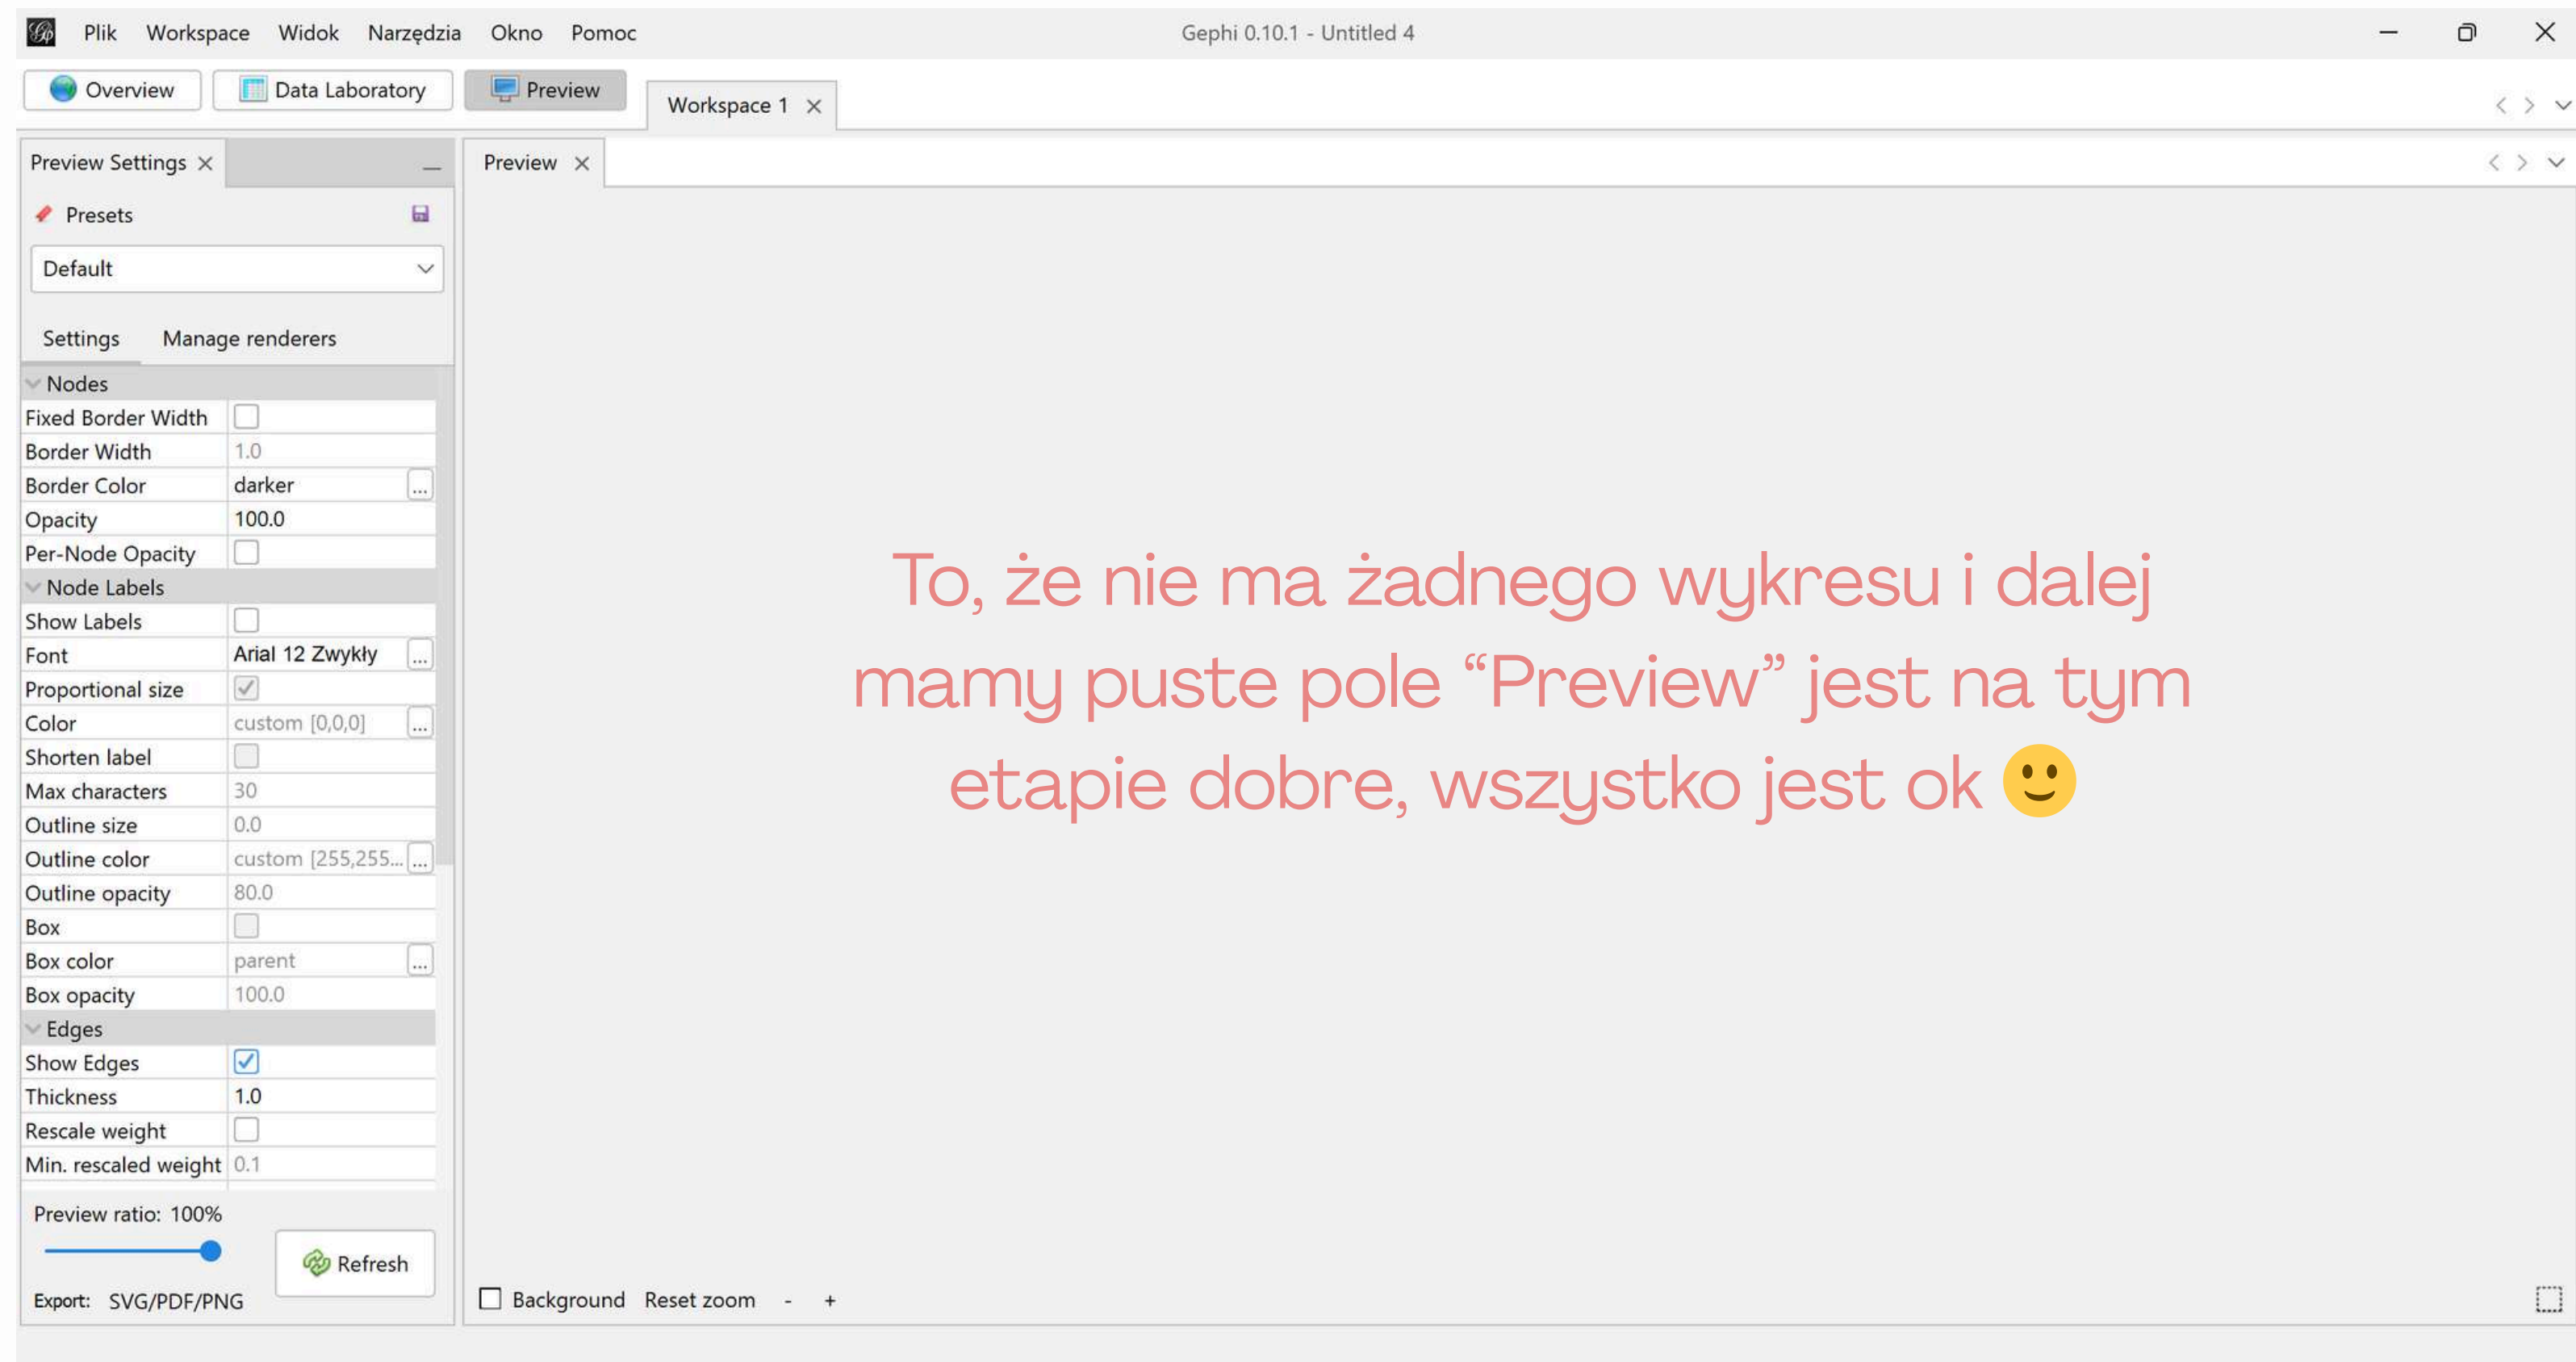 Plik Workspace Widok Narzędzia Okno Pomoc Gephi 0.10.1 - Untitled 4
Overview Data Laboratory Preview Workspace 1
Preview Settings
Presets
Default
Settings Manage renderers
Nodes
Fixed Border Width
Border Width 1.0
Border Color darker ...
Opacity 100.0
Per-Node Opacity
Node Labels
Show Labels
Font Arial 12 Zwykły ...
Proportional size
Color custom [0,0,0] ...
Shorten label
Max characters 30
Outline size 0.0
Outline color custom [255,255... ...
Outline opacity 80.0
Box
Box color parent ...
Box opacity 100.0
Edges
Show Edges
Thickness 1.0
Rescale weight
Min. rescaled weight 0.1
Preview ratio: 100%
Refresh
Export: SVG/PDF/PNG
Preview
To, że nie ma żadnego wykresu i dalej
mamy puste pole “Preview” jest na tym
etapie dobre, wszystko jest ok 🙂
Background Reset zoom - +